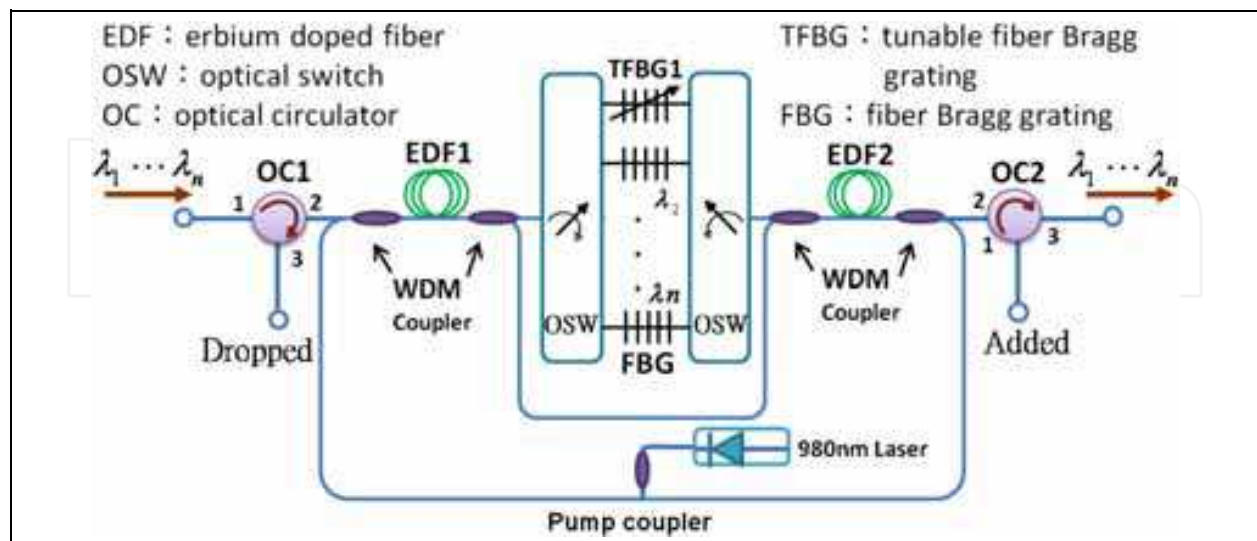 EDF：erbium doped fiber
OSW：optical switch
OC：optical circulator
TFBG：tunable fiber Bragg
grating
FBG：fiber Bragg grating
TFBG1
λ₁ ⋯ λₙ
OC1
1 2
3
Dropped
EDF1
WDM
Coupler
OSW
λ₂
λn
FBG
OSW
EDF2
WDM
Coupler
OC2
2
1 3
Added
λ₁ ⋯ λₙ
980nm Laser
Pump coupler